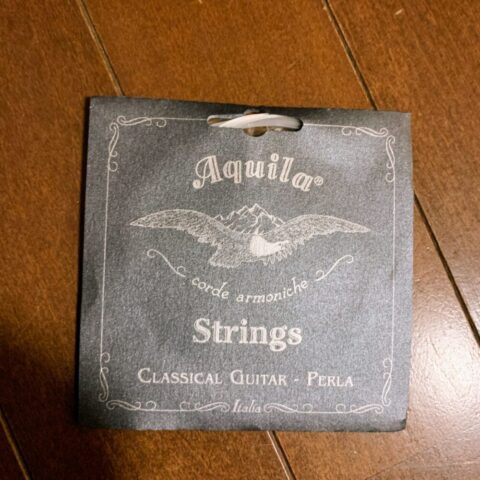 Aquila®
corde armoniche
Strings
CLASSICAL GUITAR - PERLA
Italia